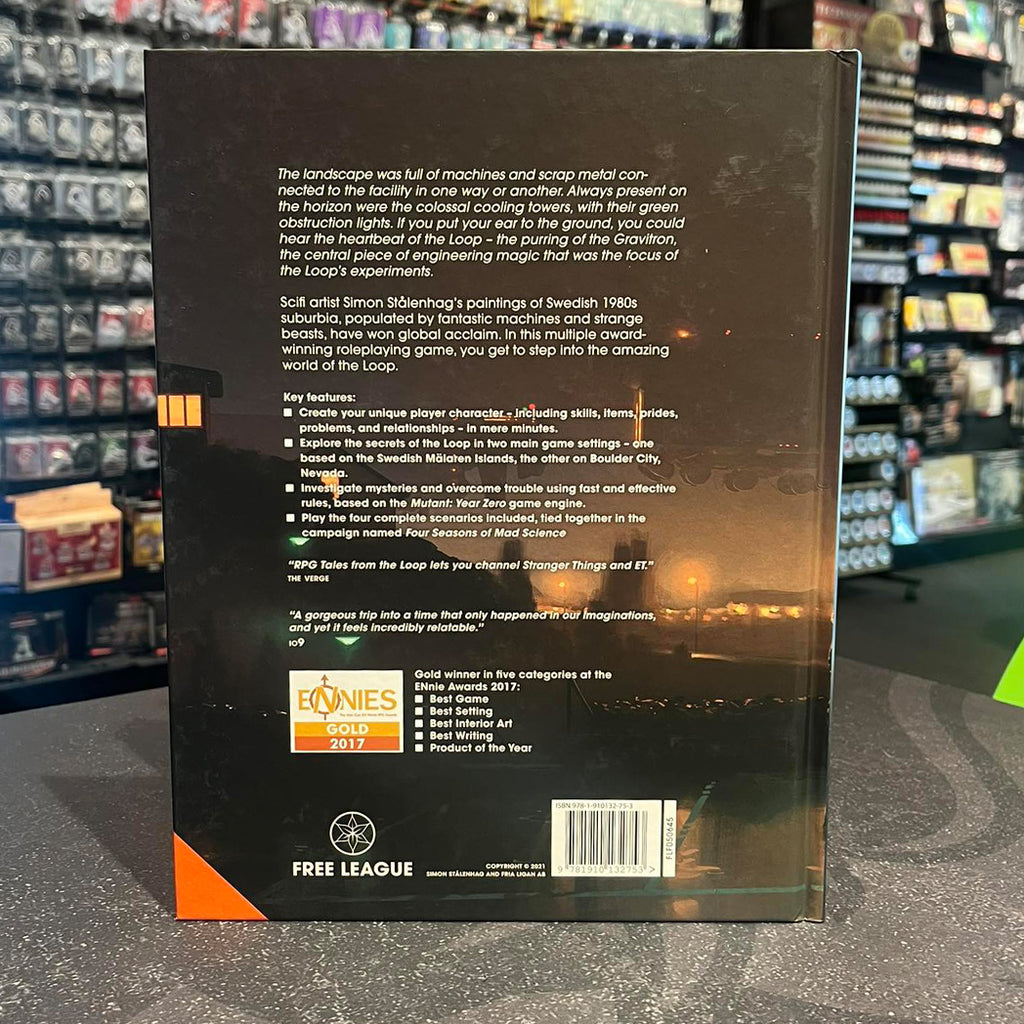 The landscape was full of machines and scrap metal con-
nected to the facility in one way or another. Always present on
the horizon were the colossal cooling towers, with their green
obstruction lights. If you put your ear to the ground, you could
hear the heartbeat of the Loop – the purring of the Gravitron,
the central piece of engineering magic that was the focus of
the Loop's experiments.
Scifi artist Simon Stålenhag's paintings of Swedish 1980s
suburbia, populated by fantastic machines and strange
beasts, have won global acclaim. In this multiple award-
winning roleplaying game, you get to step into the amazing
world of the Loop.
Key features:
■ Create your unique player character – including skills, items, prides,
problems, and relationships – in mere minutes.
■ Explore the secrets of the Loop in two main game settings – one
based on the Swedish Mälaren Islands, the other on Boulder City,
Nevada.
■ Investigate mysteries and overcome trouble using fast and effective
rules, based on the Mutant: Year Zero game engine.
■ Play the four complete scenarios included, tied together in the
campaign named Four Seasons of Mad Science
"RPG Tales from the Loop lets you channel Stranger Things and ET."
THE VERGE
"A gorgeous trip into a time that only happened in our imaginations,
and yet it feels incredibly relatable."
IO9
ENNIES
GOLD
2017
Gold winner in five categories at the
ENnie Awards 2017:
■ Best Game
■ Best Setting
■ Best Interior Art
■ Best Writing
■ Product of the Year
FREE LEAGUE
COPYRIGHT © 2021
SIMON STÅLENHAG AND FRIA LIGAN AB
ISBN 978-1-910132-75-3
9 781910 132753 >
FLF050645